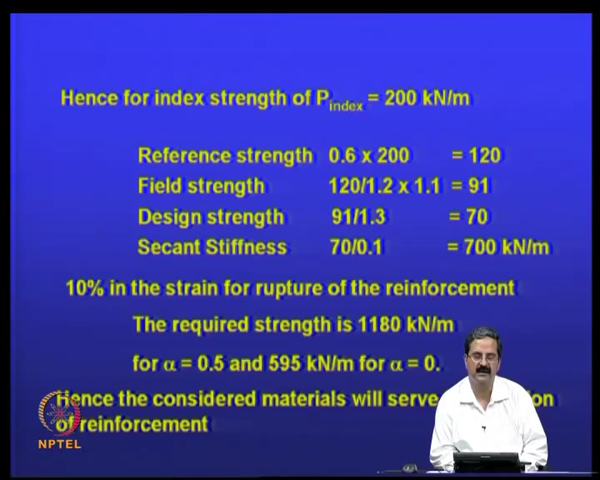 Hence for index strength of Pindex = 200 kN/m
Reference strength 0.6 x 200 = 120
Field strength 120/1.2 x 1.1 = 91
Design strength 91/1.3 = 70
Secant Stiffness 70/0.1 = 700 kN/m
10% in the strain for rupture of the reinforcement
The required strength is 1180 kN/m
for α = 0.5 and 595 kN/m for α = 0.
Hence the considered materials will serve
of reinforcement
NPTEL